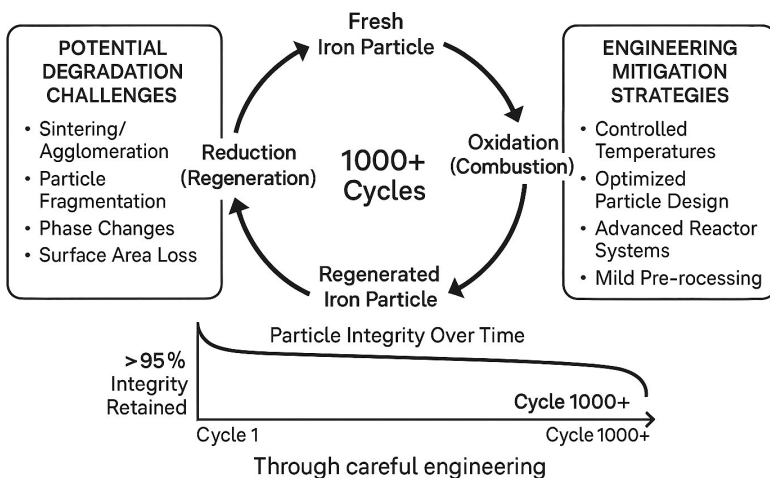 POTENTIAL
DEGRADATION
CHALLENGES
• Sintering/
Agglomeration
• Particle
Fragmentation
• Phase Changes
• Surface Area Loss
Fresh
Iron Particle
Reduction
(Regeneration)
1000+
Cycles
Oxidation
(Combustion)
Regenerated
Iron Particle
ENGINEERING
MITIGATION
STRATEGIES
• Controlled
Temperatures
• Optimized
Particle Design
• Advanced Reactor
Systems
• Mild Pre-rocessing
Particle Integrity Over Time
>95%
Integrity
Retained
Cycle 1000+
Cycle 1
Cycle 1000+
Through careful engineering